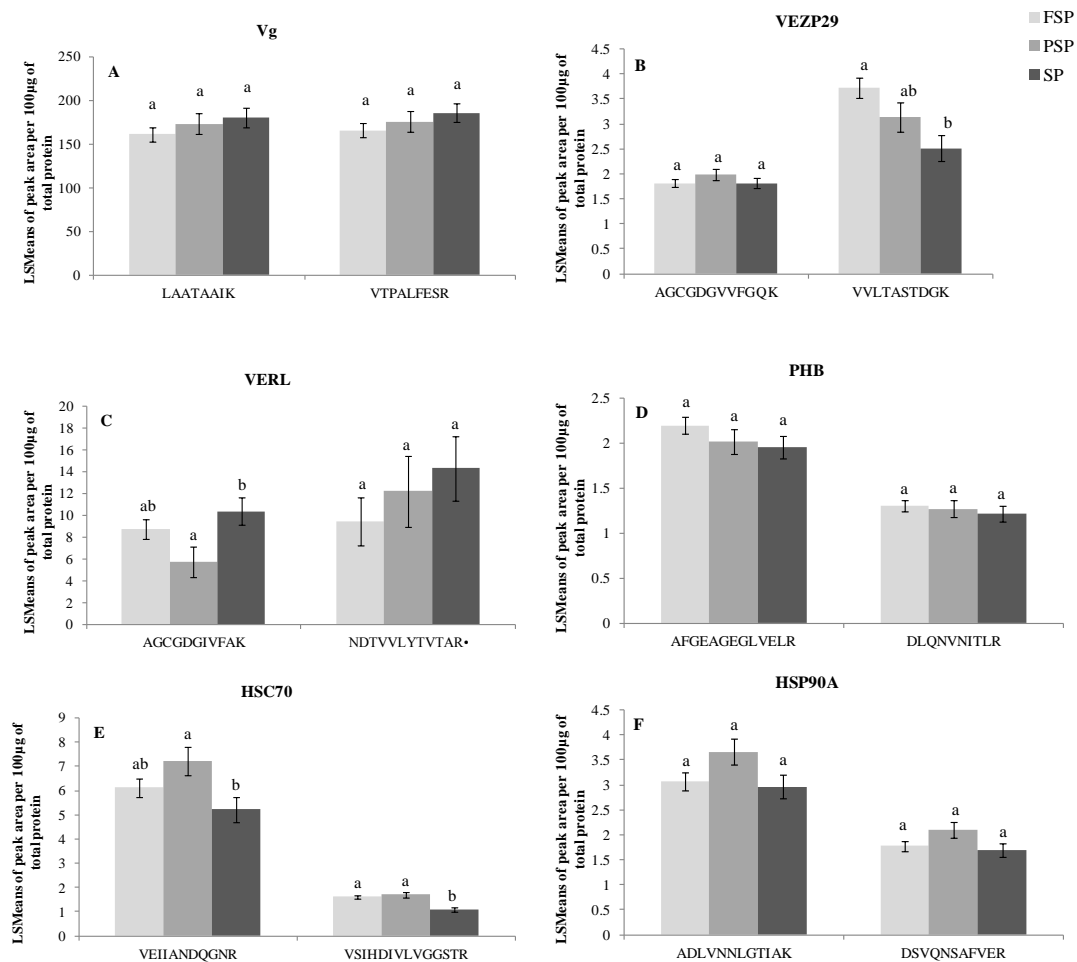 FSP
PSP
SP
Vg
A
LSMeans of peak area per 100µg of
total protein
250
200
150
100
50
0
a a a a a a
LAATAAIK VTPALFESR
VEZP29
B
LSMeans of peak area per 100µg of
total protein
4.5
4
3.5
3
2.5
2
1.5
1
0.5
0
a a a a ab b
AGCGDGVVFGQK VVLTASTDGK
VERL
C
LSMeans of peak area per 100µg of
total protein
20
18
16
14
12
10
8
6
4
2
0
ab a b a a a
AGCGDGIVFAK NDTVVLYTVTAR•
PHB
D
LSMeans of peak area per 100µg of
total protein
2.5
2
1.5
1
0.5
0
a a a a a a
AFGEAGEGLVELR DLQNVNITLR
HSC70
E
LSMeans of peak area per 100µg of
total protein
9
8
7
6
5
4
3
2
1
0
ab a b a a b
VEIIANDQGNR VSIHDIVLVGGSTR
HSP90A
F
LSMeans of peak area per 100µg of
total protein
4.5
4
3.5
3
2.5
2
1.5
1
0.5
0
a a a a a a
ADLVNNLGTIAK DSVQNSAFVER